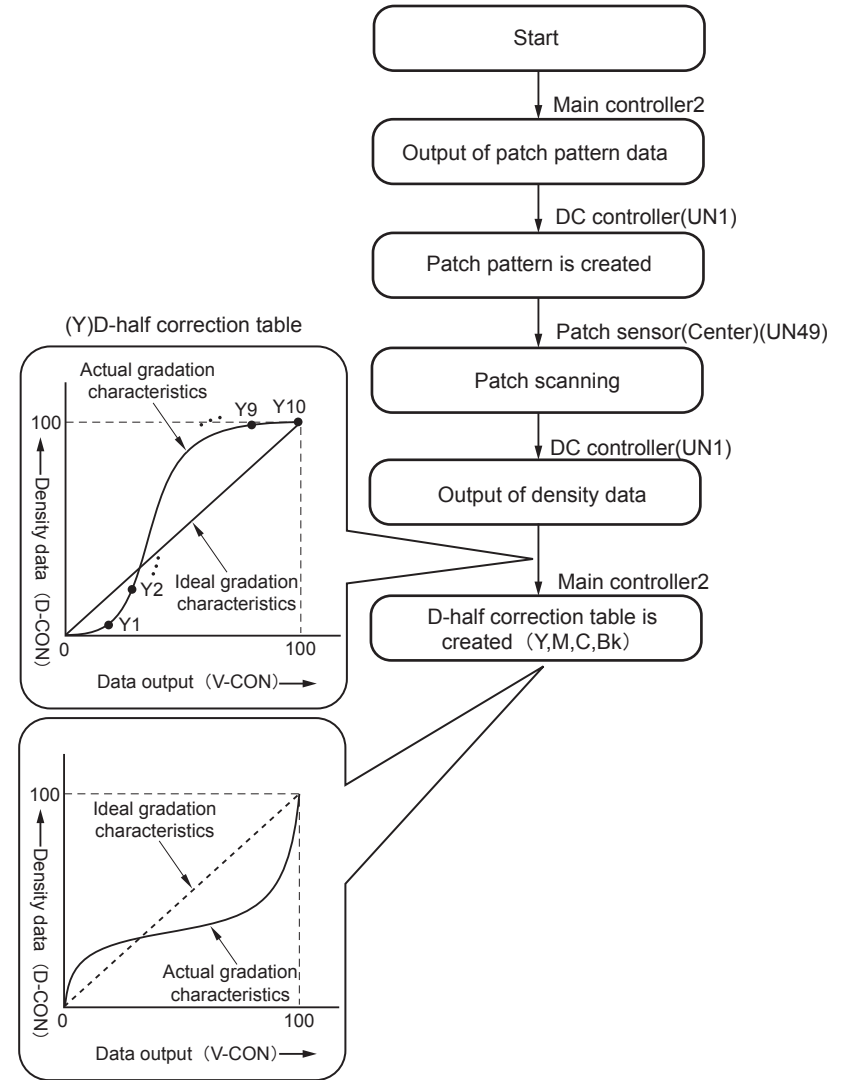 Start
Main controller2
Output of patch pattern data
DC controller(UN1)
Patch pattern is created
Patch sensor(Center)(UN49)
Patch scanning
DC controller(UN1)
Output of density data
Main controller2
D-half correction table is
created（Y,M,C,Bk）
(Y)D-half correction table
Actual gradation
characteristics
100
Y9
Y10
Density data（D-CON）
Ideal gradation
characteristics
Y2
Y1
0
100
Data output（V-CON）
100
Ideal gradation
characteristics
Density data（D-CON）
Actual gradation
characteristics
0
100
Data output（V-CON）